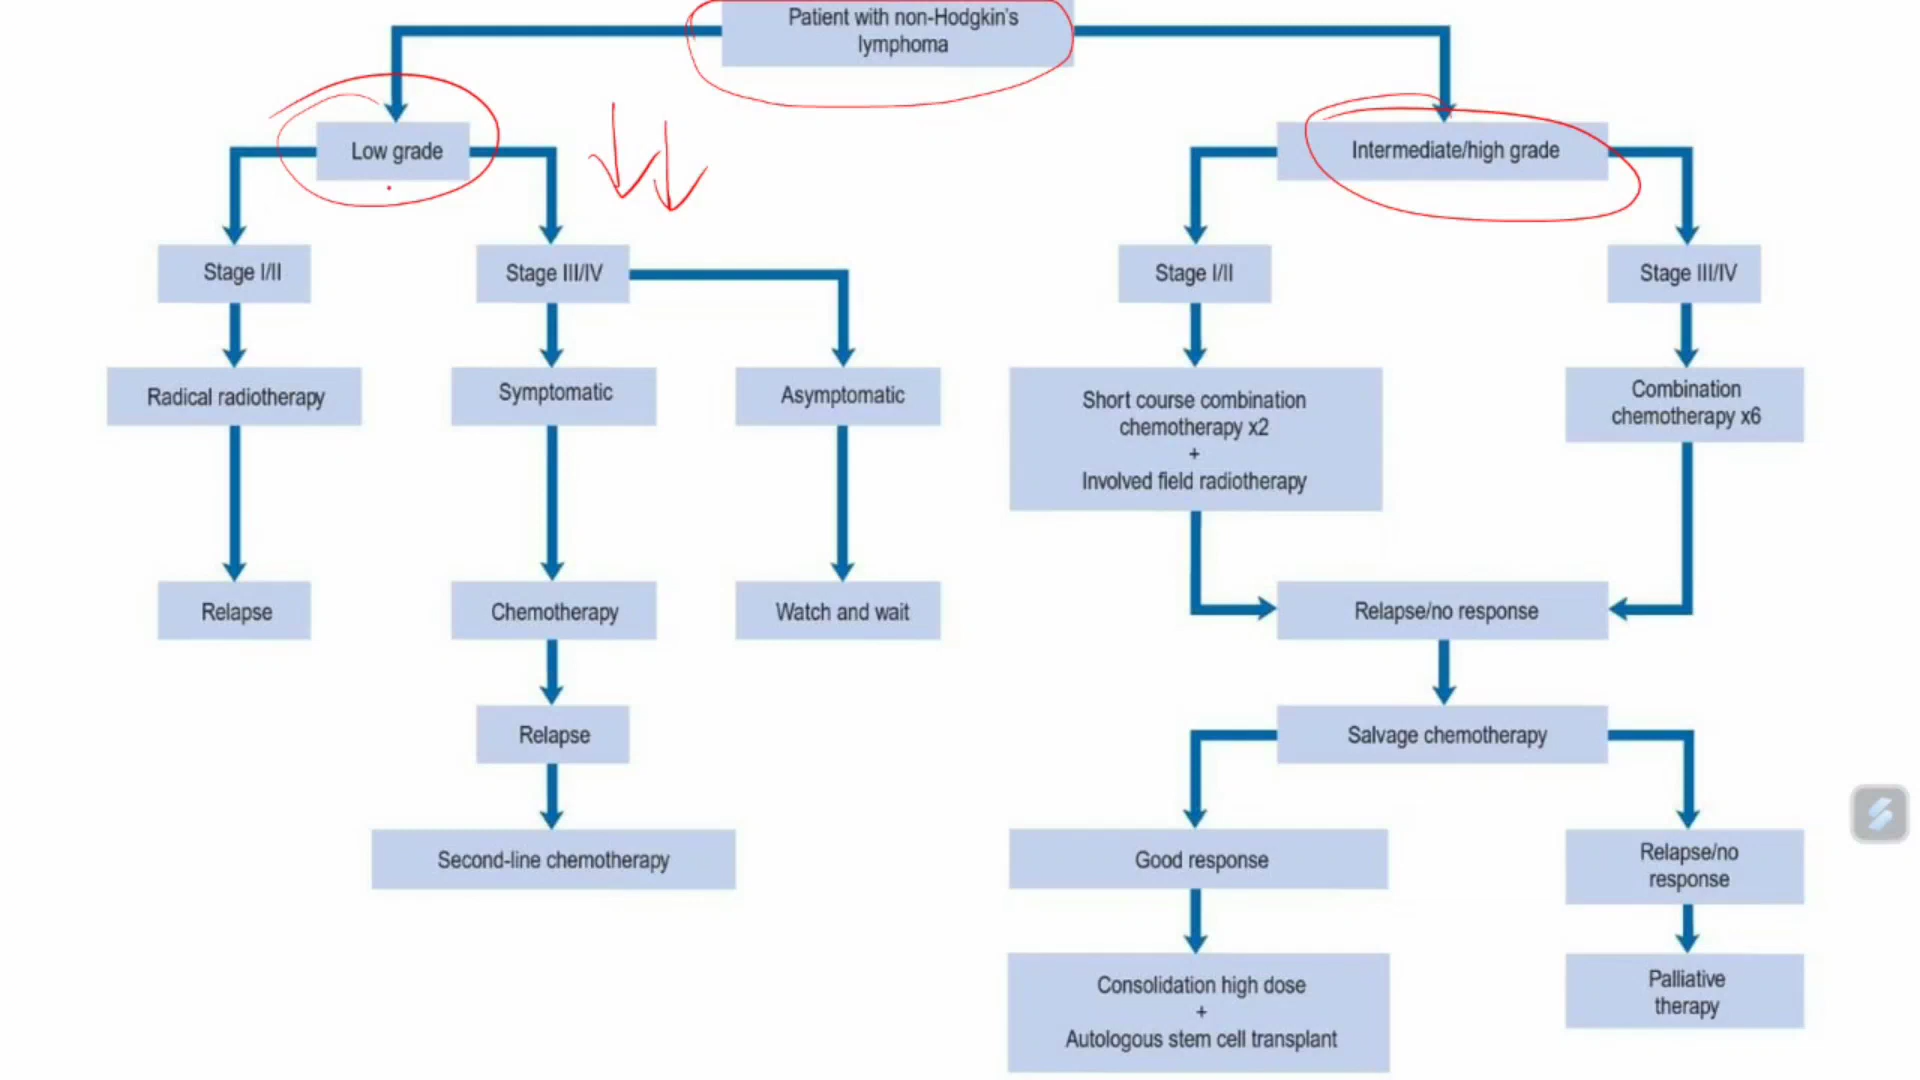 Patient with non-Hodgkin's
lymphoma
Low grade
Intermediate/high grade
Stage I/II
Stage III/IV
Stage I/II
Stage III/IV
Radical radiotherapy
Symptomatic
Asymptomatic
Short course combination
chemotherapy x2
+
Involved field radiotherapy
Combination
chemotherapy x6
Relapse
Chemotherapy
Watch and wait
Relapse/no response
Relapse
Salvage chemotherapy
Second-line chemotherapy
Good response
Relapse/no
response
Consolidation high dose
+
Autologous stem cell transplant
Palliative
therapy